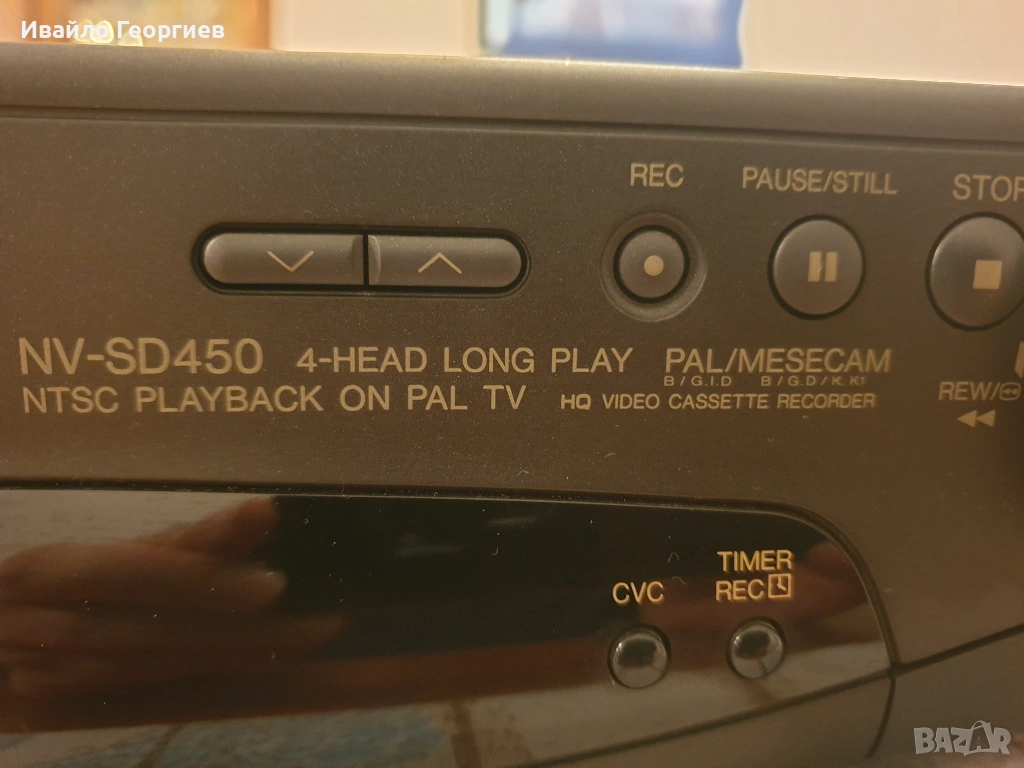 Ивайло Георгиев
REC
PAUSE/STILL
STOP
NV-SD450 4-HEAD LONG PLAY PAL/MESECAM
B/G.I.D B/G.D/K.K1
NTSC PLAYBACK ON PAL TV HQ VIDEO CASSETTE RECORDER
REW/
CVC
TIMER
REC
BAZAR